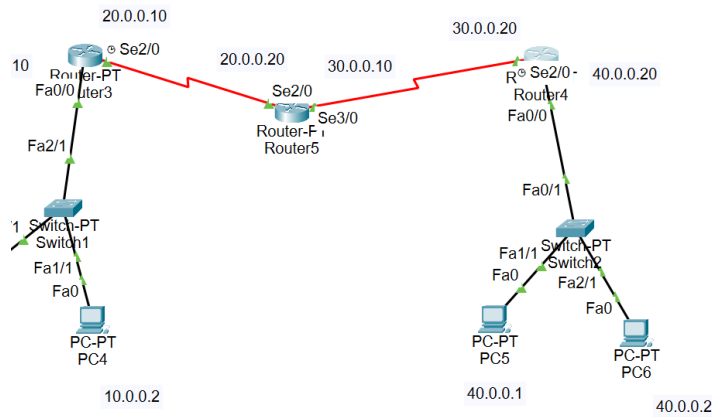 20.0.0.10
30.0.0.20
Se2/0
20.0.0.20
30.0.0.10
10
Router-PT
uter3
R
Se2/0
40.0.0.20
Router4
Fa0/0
Se2/0
Se3/0
Fa0/0
Router-P
Router5
Fa2/1
Fa0/1
/1
Switch-PT
Switch1
Switch-PT
Switch2
Fa1/1
Fa0
Fa1/1
Fa0
Fa2/1
Fa0
PC-PT
PC4
PC-PT
PC5
PC-PT
PC6
10.0.0.2
40.0.0.1
40.0.0.2